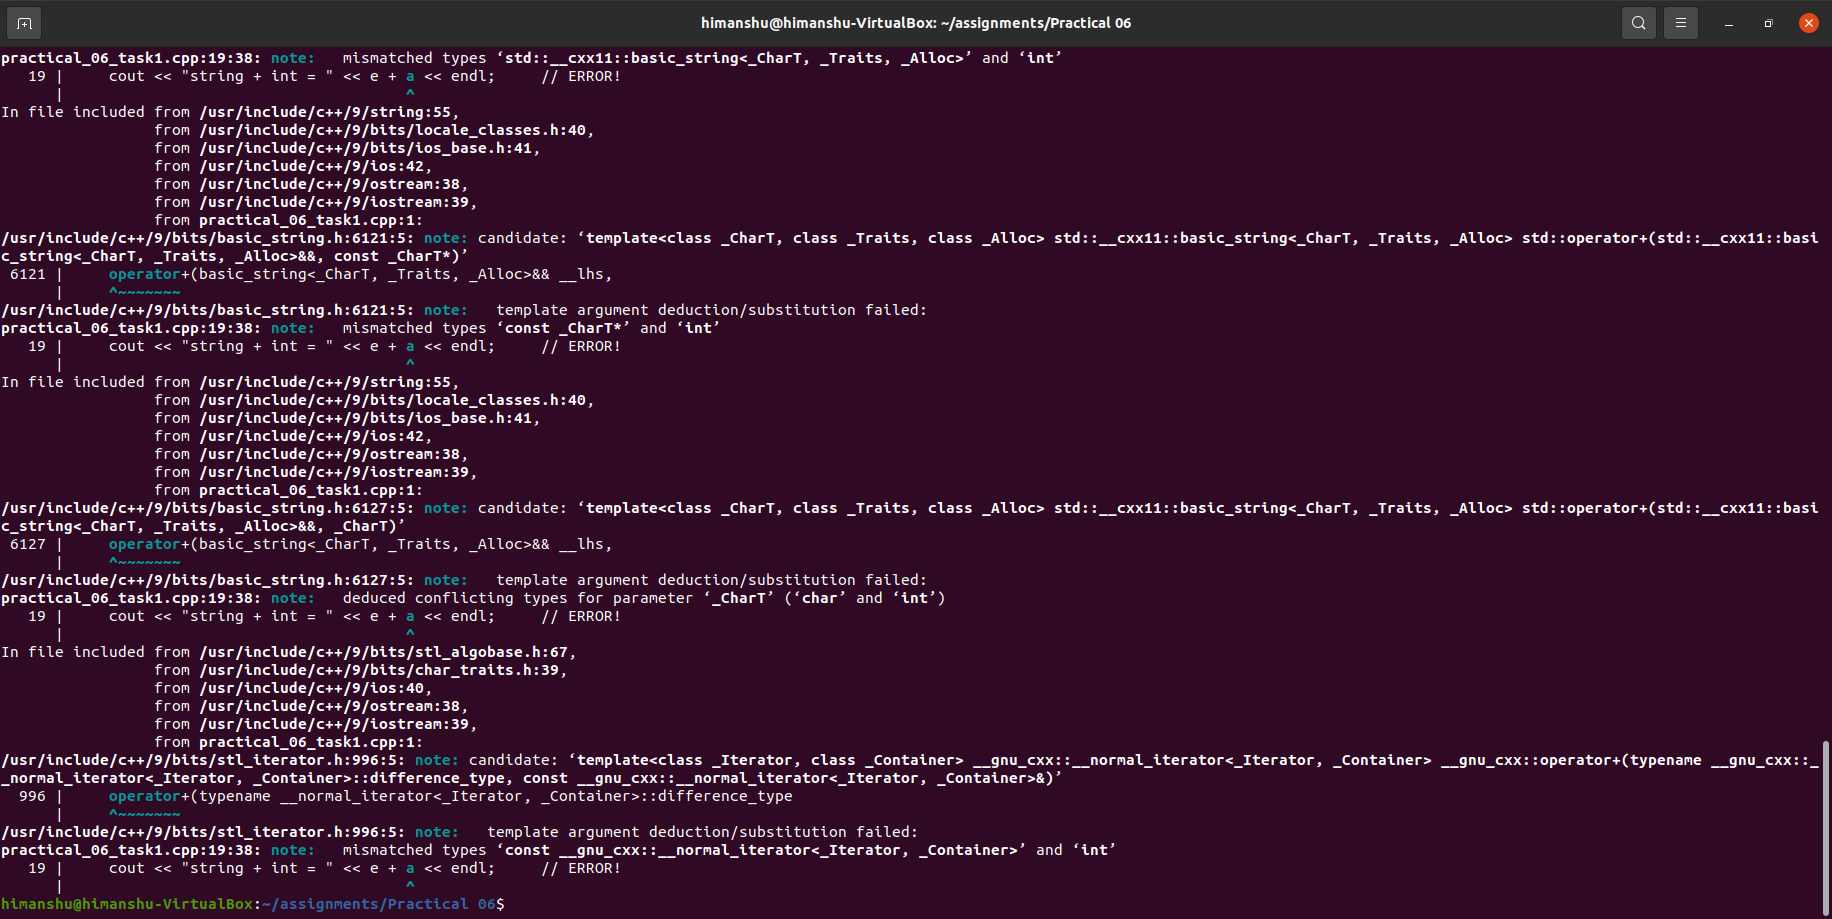 himanshu@himanshu-VirtualBox: ~/assignments/Practical 06
practical_06_task1.cpp:19:38: note:   mismatched types ‘std::__cxx11::basic_string<_CharT, _Traits, _Alloc>’ and ‘int’
   19 |     cout << "string + int = " << e + a << endl;     // ERROR!
      |                                      ^
In file included from /usr/include/c++/9/string:55,
                 from /usr/include/c++/9/bits/locale_classes.h:40,
                 from /usr/include/c++/9/bits/ios_base.h:41,
                 from /usr/include/c++/9/ios:42,
                 from /usr/include/c++/9/ostream:38,
                 from /usr/include/c++/9/iostream:39,
                 from practical_06_task1.cpp:1:
/usr/include/c++/9/bits/basic_string.h:6121:5: note: candidate: ‘template<class _CharT, class _Traits, class _Alloc> std::__cxx11::basic_string<_CharT, _Traits, _Alloc> std::operator+(std::__cxx11::basi
c_string<_CharT, _Traits, _Alloc>&&, const _CharT*)’
 6121 |     operator+(basic_string<_CharT, _Traits, _Alloc>&& __lhs,
      |     ^~~~~~~~
/usr/include/c++/9/bits/basic_string.h:6121:5: note:   template argument deduction/substitution failed:
practical_06_task1.cpp:19:38: note:   mismatched types ‘const _CharT*’ and ‘int’
   19 |     cout << "string + int = " << e + a << endl;     // ERROR!
      |                                      ^
In file included from /usr/include/c++/9/string:55,
                 from /usr/include/c++/9/bits/locale_classes.h:40,
                 from /usr/include/c++/9/bits/ios_base.h:41,
                 from /usr/include/c++/9/ios:42,
                 from /usr/include/c++/9/ostream:38,
                 from /usr/include/c++/9/iostream:39,
                 from practical_06_task1.cpp:1:
/usr/include/c++/9/bits/basic_string.h:6127:5: note: candidate: ‘template<class _CharT, class _Traits, class _Alloc> std::__cxx11::basic_string<_CharT, _Traits, _Alloc> std::operator+(std::__cxx11::basi
c_string<_CharT, _Traits, _Alloc>&&, _CharT)’
 6127 |     operator+(basic_string<_CharT, _Traits, _Alloc>&& __lhs,
      |     ^~~~~~~~
/usr/include/c++/9/bits/basic_string.h:6127:5: note:   template argument deduction/substitution failed:
practical_06_task1.cpp:19:38: note:   deduced conflicting types for parameter ‘_CharT’ (‘char’ and ‘int’)
   19 |     cout << "string + int = " << e + a << endl;     // ERROR!
      |                                      ^
In file included from /usr/include/c++/9/bits/stl_algobase.h:67,
                 from /usr/include/c++/9/bits/char_traits.h:39,
                 from /usr/include/c++/9/ios:40,
                 from /usr/include/c++/9/ostream:38,
                 from /usr/include/c++/9/iostream:39,
                 from practical_06_task1.cpp:1:
/usr/include/c++/9/bits/stl_iterator.h:996:5: note: candidate: ‘template<class _Iterator, class _Container> __gnu_cxx::__normal_iterator<_Iterator, _Container> __gnu_cxx::operator+(typename __gnu_cxx::_
_normal_iterator<_Iterator, _Container>::difference_type, const __gnu_cxx::__normal_iterator<_Iterator, _Container>&)’
  996 |     operator+(typename __normal_iterator<_Iterator, _Container>::difference_type
      |     ^~~~~~~~
/usr/include/c++/9/bits/stl_iterator.h:996:5: note:   template argument deduction/substitution failed:
practical_06_task1.cpp:19:38: note:   mismatched types ‘const __gnu_cxx::__normal_iterator<_Iterator, _Container>’ and ‘int’
   19 |     cout << "string + int = " << e + a << endl;     // ERROR!
      |                                      ^
himanshu@himanshu-VirtualBox:~/assignments/Practical 06$